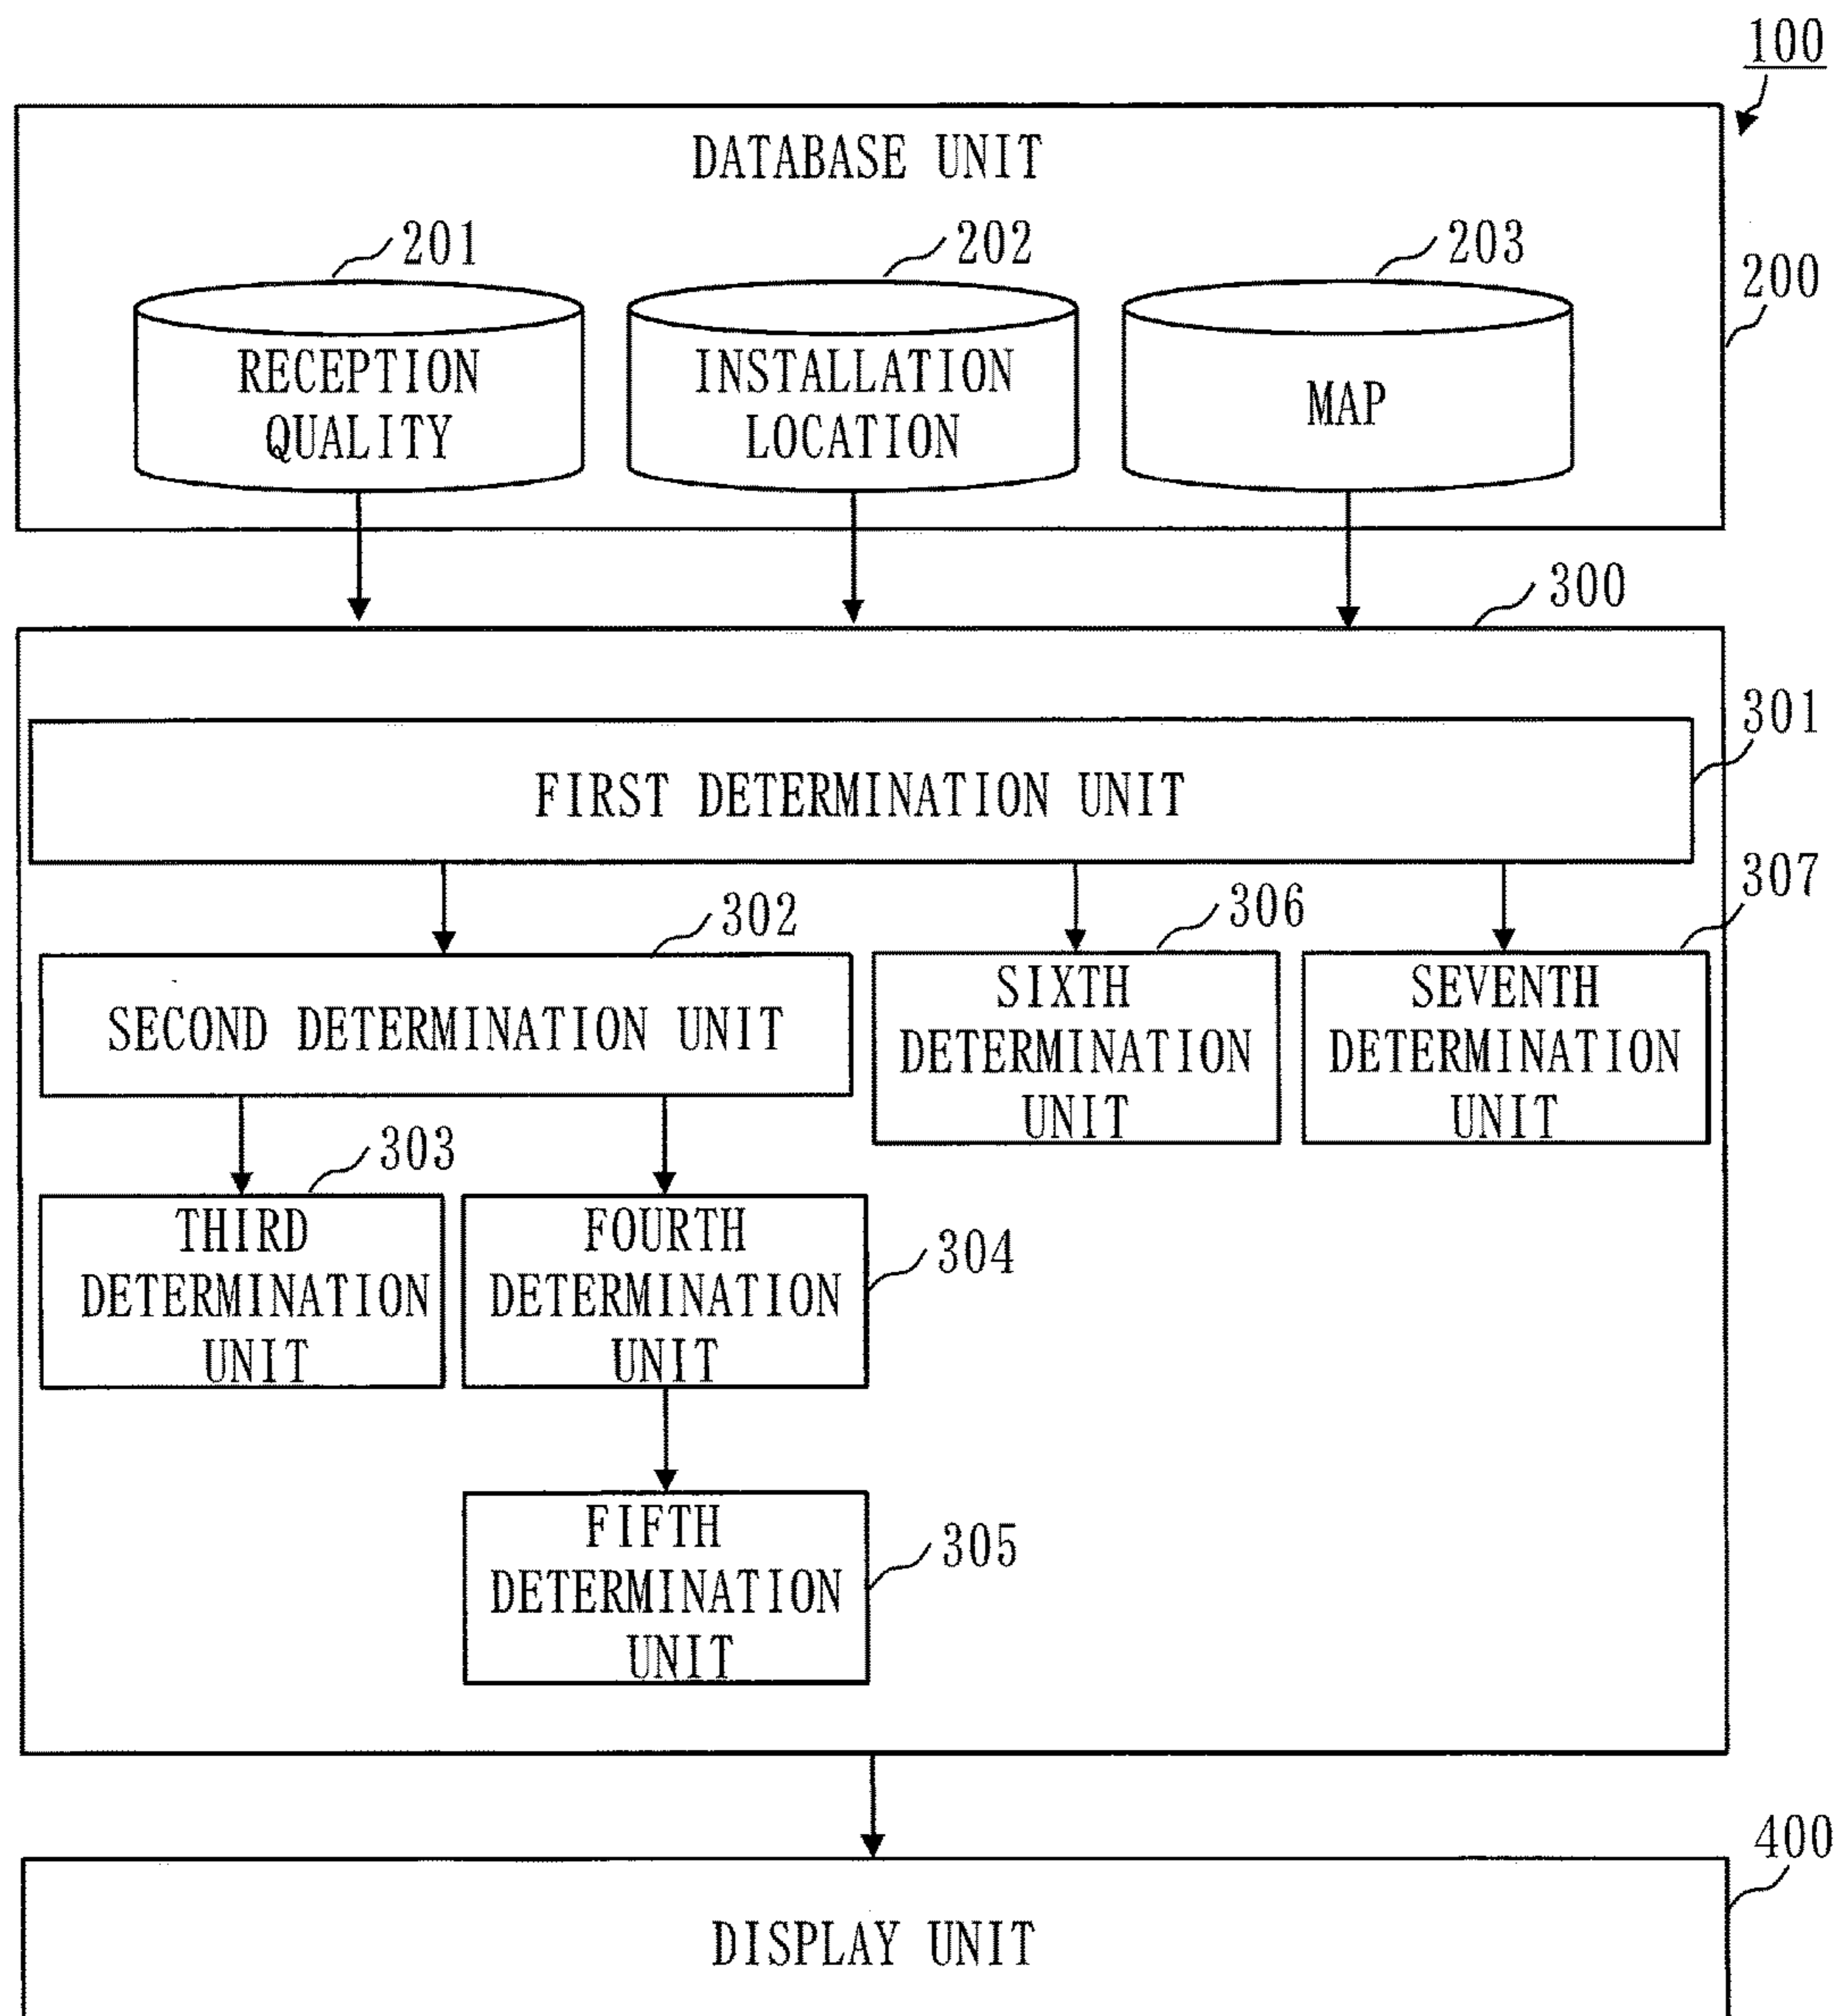 100
DATABASE UNIT
201
202
203
200
RECEPTION
QUALITY
INSTALLATION
LOCATION
MAP
300
301
FIRST DETERMINATION UNIT
302
306
307
SECOND DETERMINATION UNIT
SIXTH
DETERMINATION
UNIT
SEVENTH
DETERMINATION
UNIT
303
THIRD
DETERMINATION
UNIT
FOURTH
DETERMINATION
UNIT
304
FIFTH
DETERMINATION
UNIT
305
400
DISPLAY UNIT